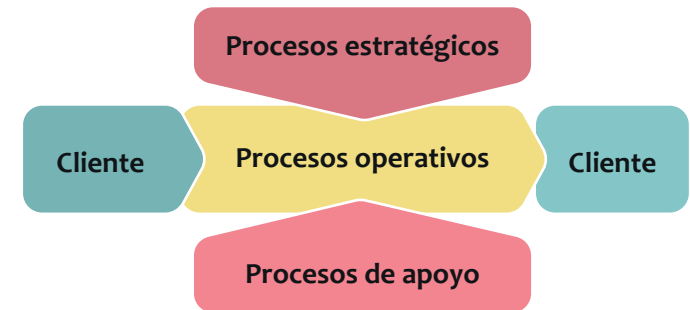 Procesos estratégicos
Cliente
Procesos operativos
Cliente
Procesos de apoyo